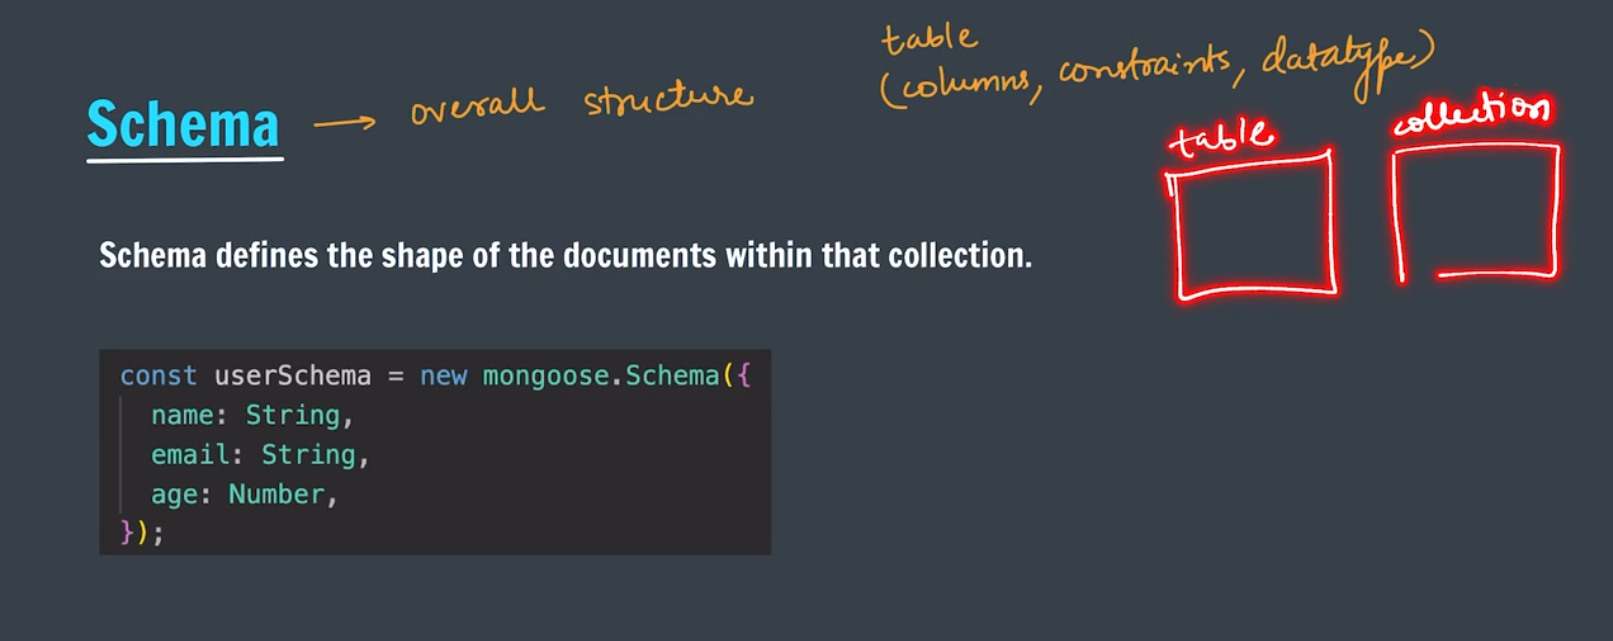 table
(columns, constraints, datatype)
Schema → overall structure
table
collection
Schema defines the shape of the documents within that collection.
const userSchema = new mongoose.Schema({
  name: String,
  email: String,
  age: Number,
});